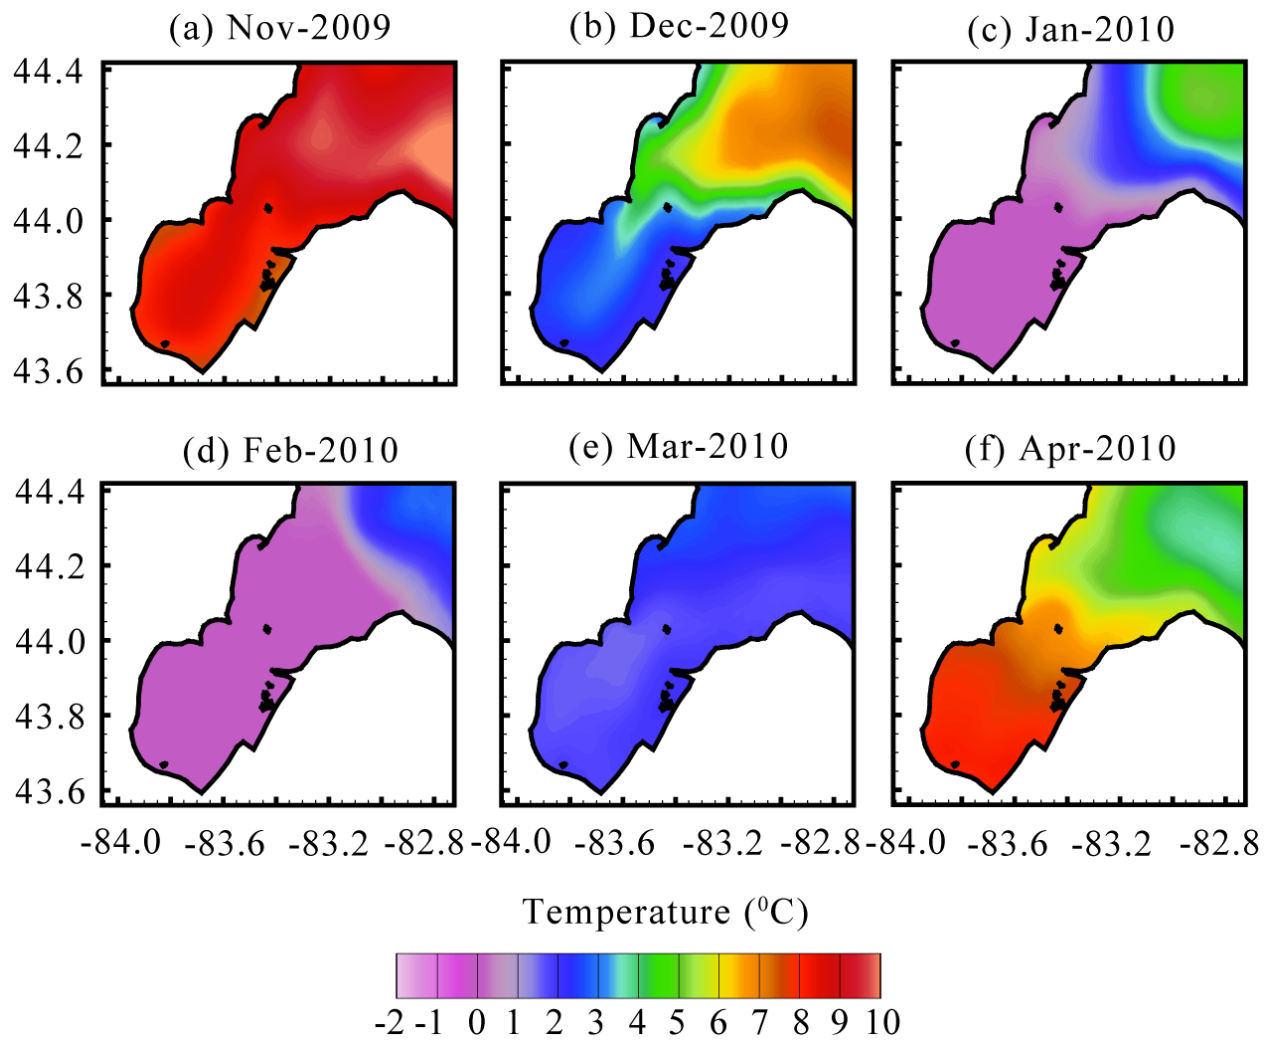 (a) Nov-2009 (b) Dec-2009 (c) Jan-2010
44.4
44.2
44.0
43.8
43.6
(d) Feb-2010 (e) Mar-2010 (f) Apr-2010
44.4
44.2
44.0
43.8
43.6
-84.0 -83.6 -83.2 -82.8 -84.0 -83.6 -83.2 -82.8 -84.0 -83.6 -83.2 -82.8
Temperature (⁰C)
-2 -1 0 1 2 3 4 5 6 7 8 9 10